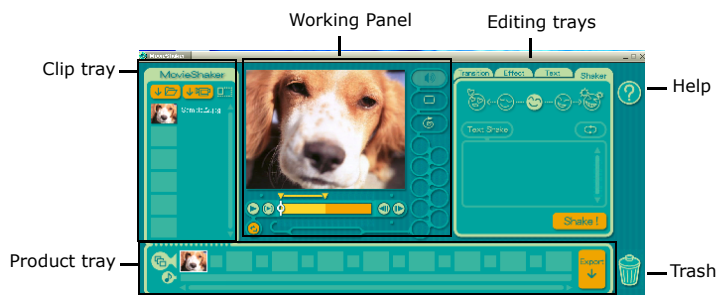 Working Panel
Editing trays
Clip tray
MovieShaker
MovieShaker
Transition
Effect
Text
Shaker
Help
Text Shake
Shake!
Product tray
Export
Trash